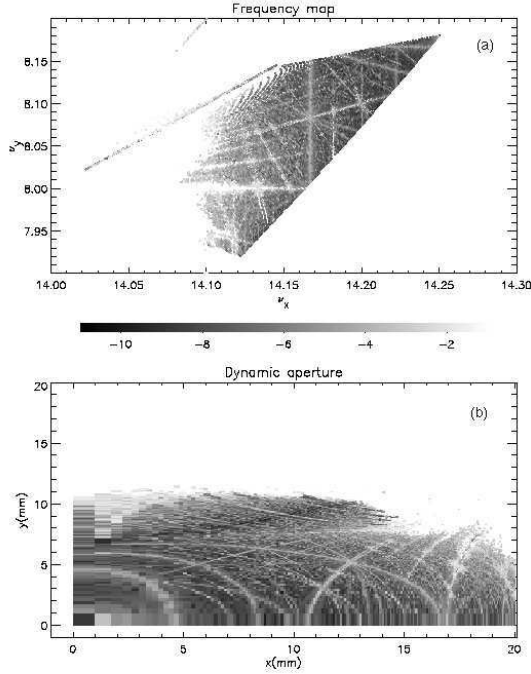 Frequency map
(a)
8.15
8.10
8.05
8.00
7.95
νy
14.00 14.05 14.10 14.15 14.20 14.25 14.30
νx
−10 −8 −6 −4 −2
Dynamic aperture
(b)
20
15
10
5
0
y(mm)
0 5 10 15 20
x(mm)